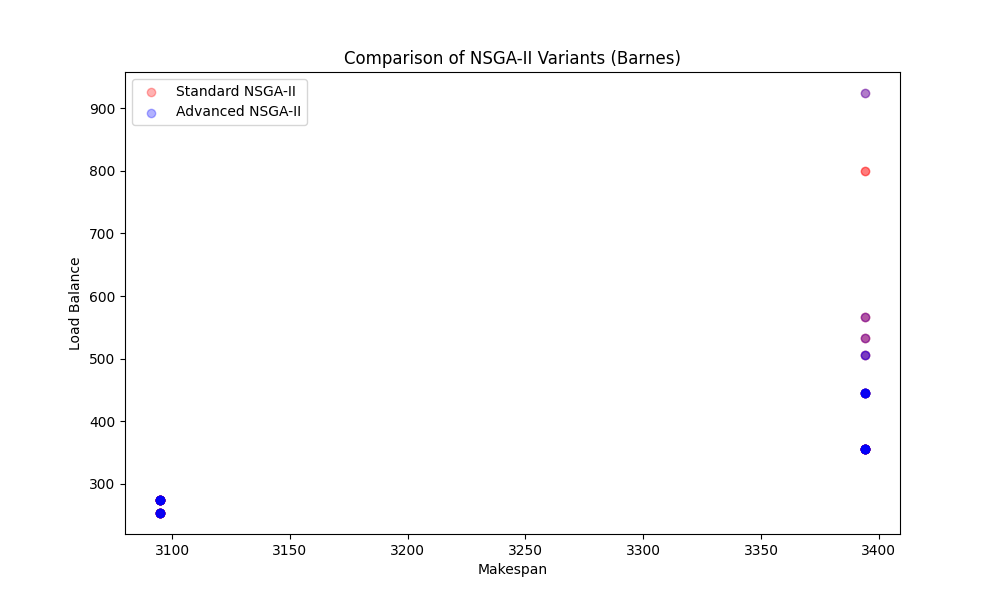 Comparison of NSGA-II Variants (Barnes)
Standard NSGA-II
Advanced NSGA-II
900
800
700
600
500
400
300
Load Balance
3100 3150 3200 3250 3300 3350 3400
Makespan